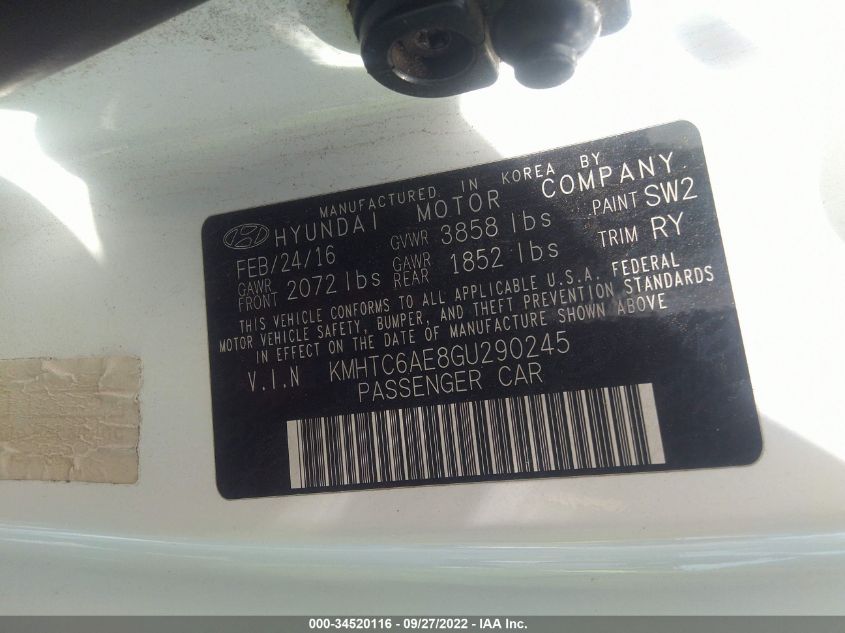 MANUFACTURED IN KOREA BY
HYUNDAI MOTOR COMPANY
FEB/24/16 GVWR 3858 lbs PAINT SW2
GAWR FRONT 2072 lbs GAWR REAR 1852 lbs TRIM RY
THIS VEHICLE CONFORMS TO ALL APPLICABLE U.S.A. FEDERAL
MOTOR VEHICLE SAFETY, BUMPER, AND THEFT PREVENTION STANDARDS
IN EFFECT ON THE DATE OF MANUFACTURE SHOWN ABOVE
V.I.N KMHTC6AE8GU290245
PASSENGER CAR
000-34520116 - 09/27/2022 - IAA Inc.